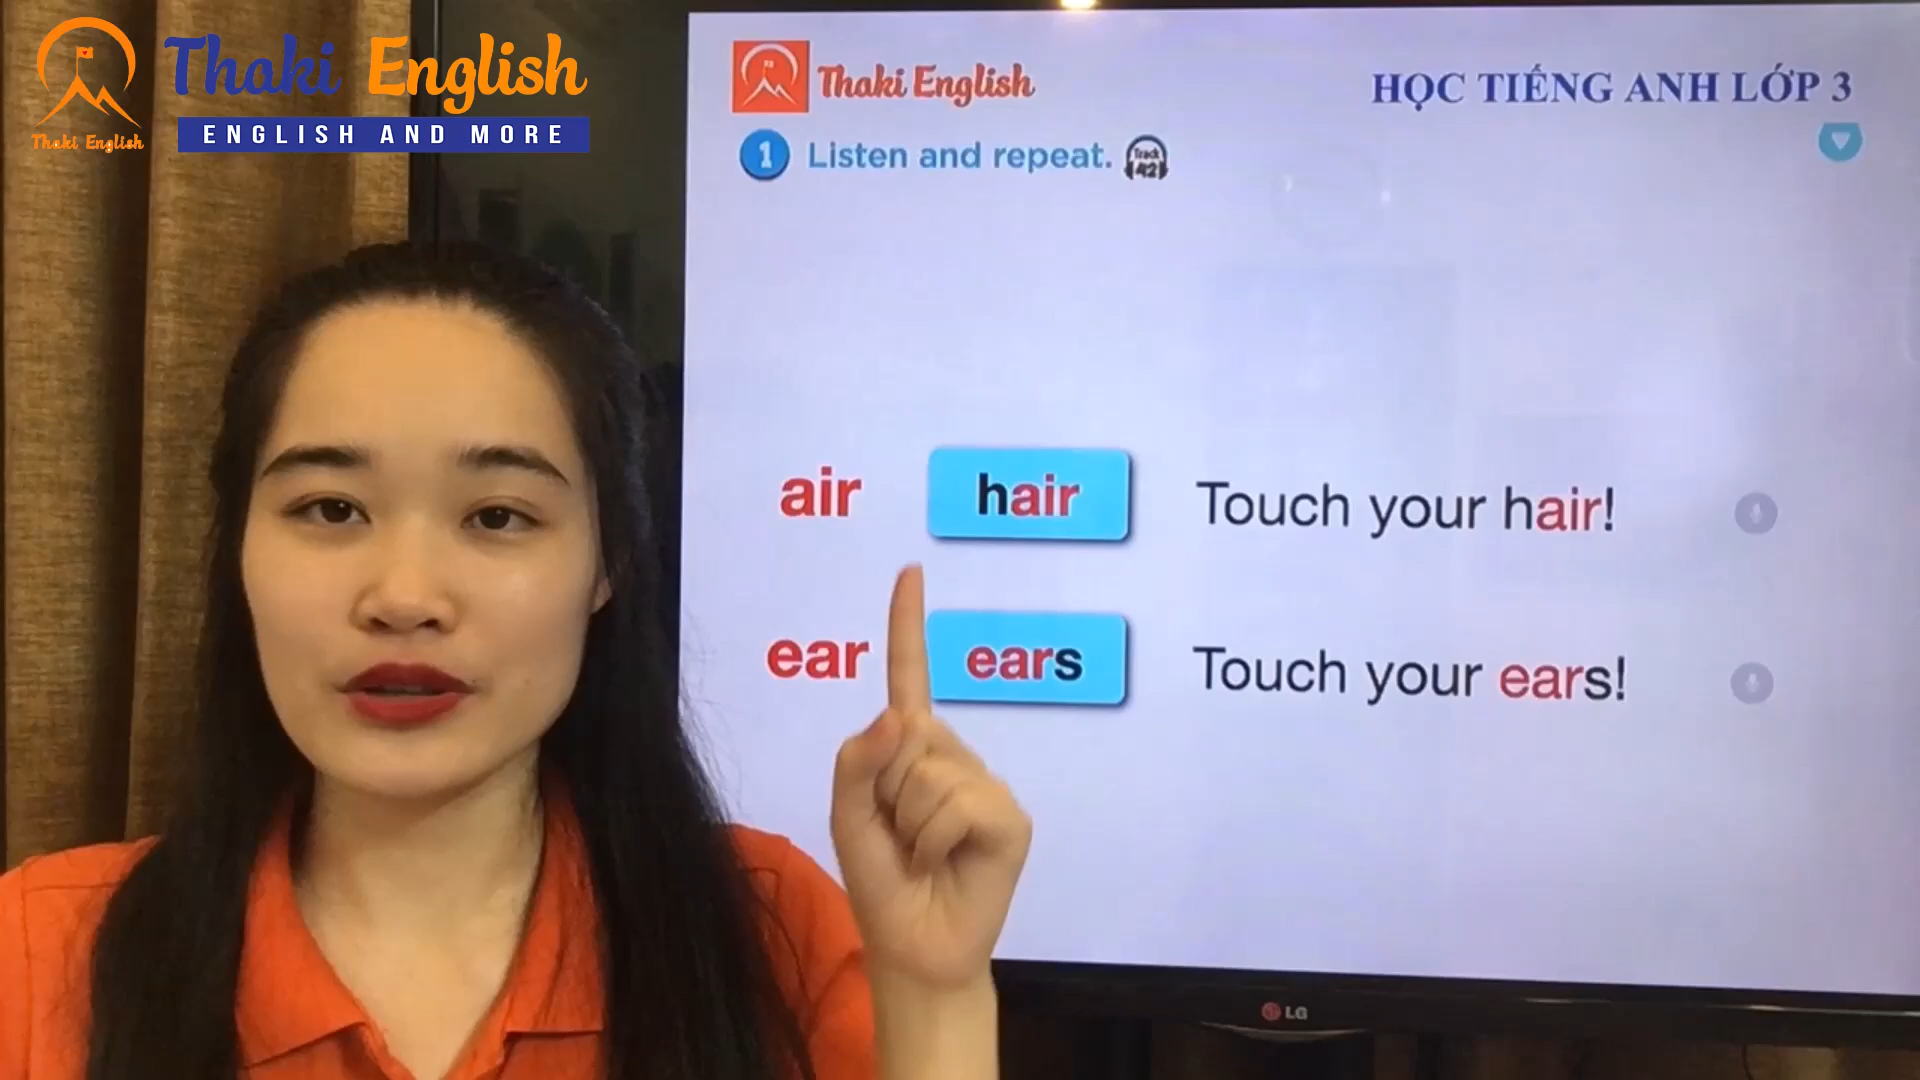 Thaki English
ENGLISH AND MORE
Thaki English
Thaki English
HỌC TIẾNG ANH LỚP 3
1 Listen and repeat. Track 42
air hair Touch your hair!
ear ears Touch your ears!
LG